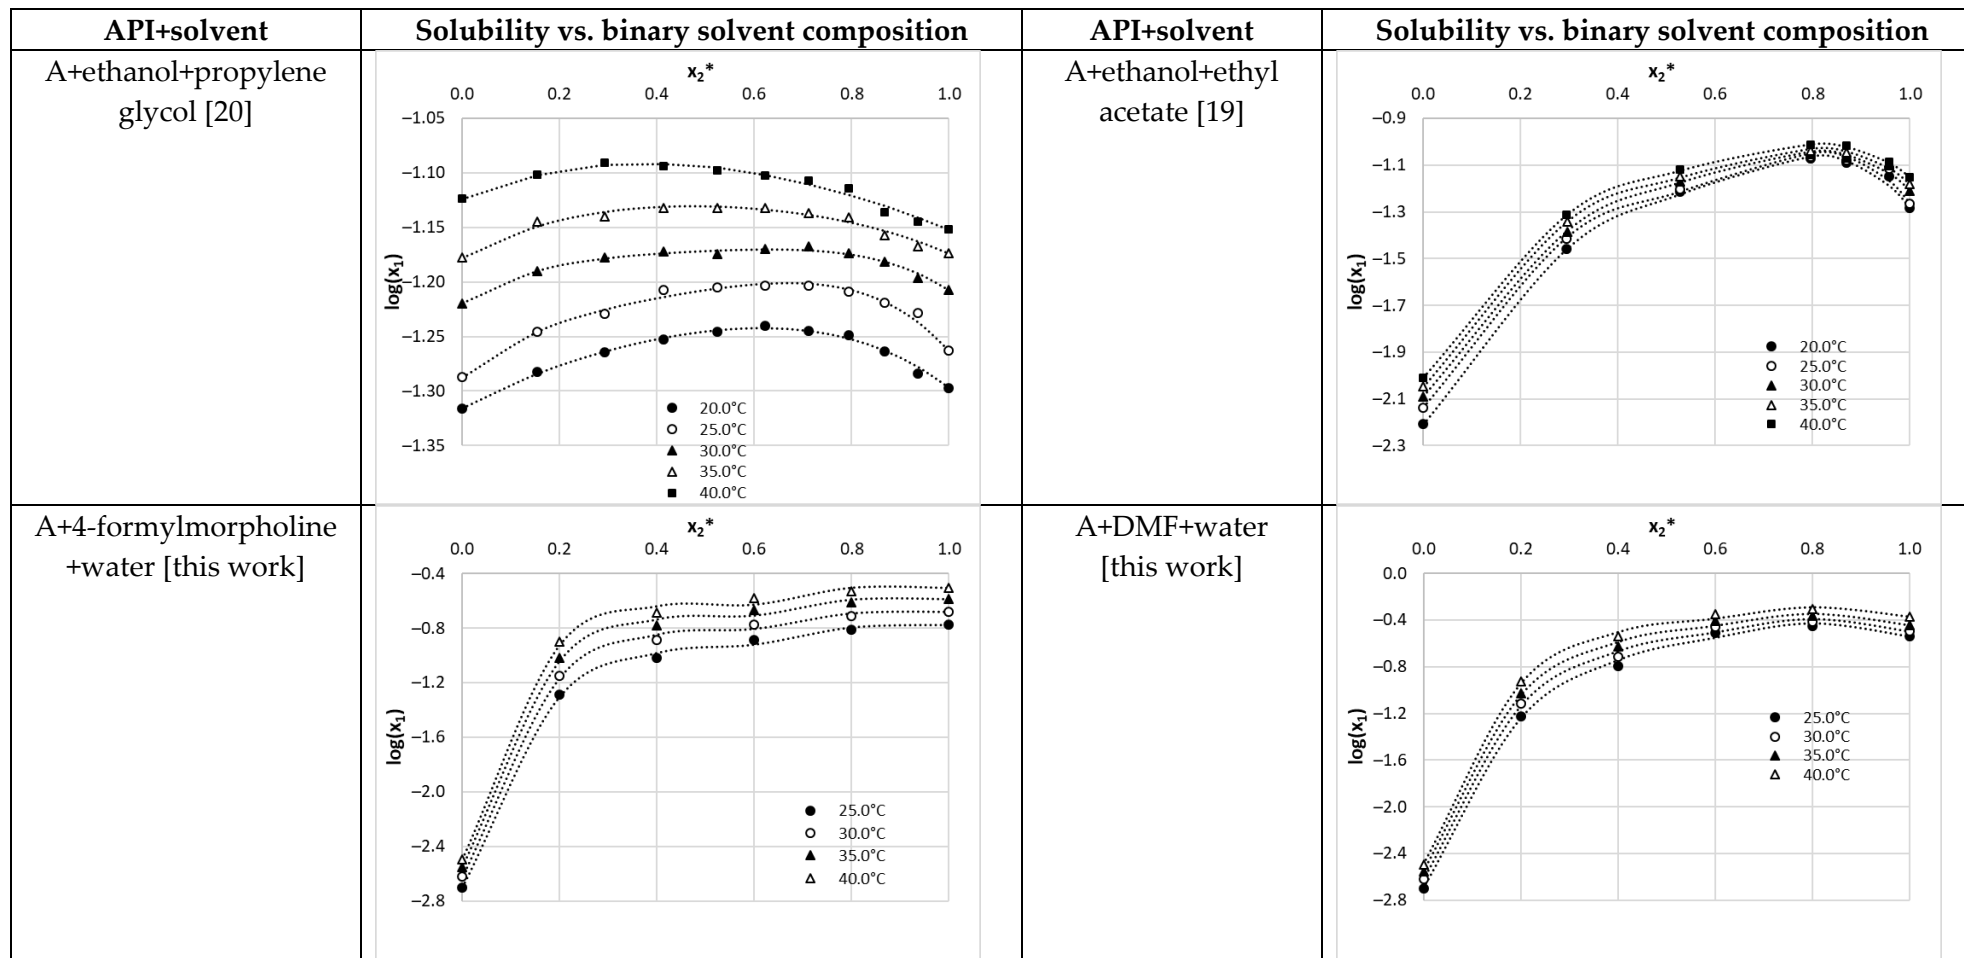 API+solvent
Solubility vs. binary solvent composition
API+solvent
Solubility vs. binary solvent composition
A+ethanol+propylene
glycol [20]
x₂*
0.0 0.2 0.4 0.6 0.8 1.0
−1.05
−1.10
−1.15
−1.20
−1.25
−1.30
−1.35
log(x₁)
20.0°C
25.0°C
30.0°C
35.0°C
40.0°C
A+ethanol+ethyl
acetate [19]
x₂*
0.0 0.2 0.4 0.6 0.8 1.0
−0.9
−1.1
−1.3
−1.5
−1.7
−1.9
−2.1
−2.3
log(x₁)
20.0°C
25.0°C
30.0°C
35.0°C
40.0°C
A+4-formylmorpholine
+water [this work]
x₂*
0.0 0.2 0.4 0.6 0.8 1.0
−0.4
−0.8
−1.2
−1.6
−2.0
−2.4
−2.8
log(x₁)
25.0°C
30.0°C
35.0°C
40.0°C
A+DMF+water
[this work]
x₂*
0.0 0.2 0.4 0.6 0.8 1.0
0.0
−0.4
−0.8
−1.2
−1.6
−2.0
−2.4
−2.8
log(x₁)
25.0°C
30.0°C
35.0°C
40.0°C